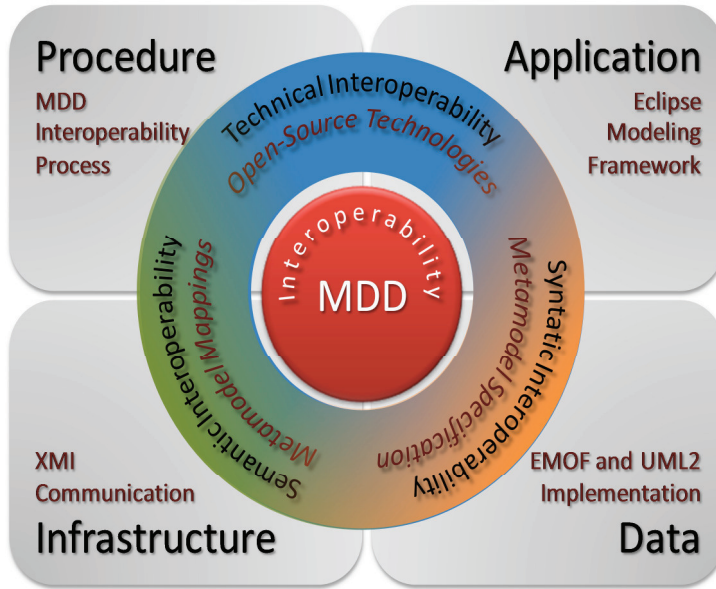 Procedure
MDD
Interoperability
Process
Application
Eclipse
Modeling
Framework
Technical Interoperability
Open-Source Technologies
Syntatic Interoperability
Metamodel Specification
Semantic Interoperability
Metamodel Mappings
Interoperability
MDD
XMI
Communication
Infrastructure
EMOF and UML2
Implementation
Data